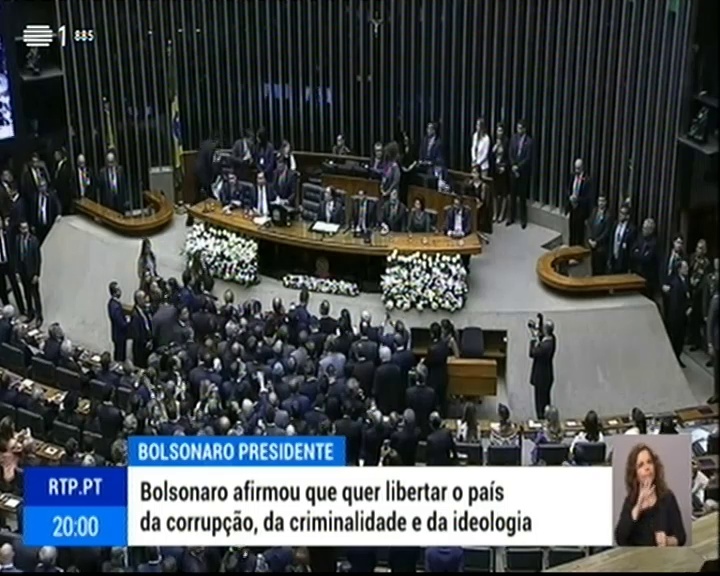 1 885
BOLSONARO PRESIDENTE
RTP.PT
20:00
Bolsonaro afirmou que quer libertar o país
da corrupção, da criminalidade e da ideologia